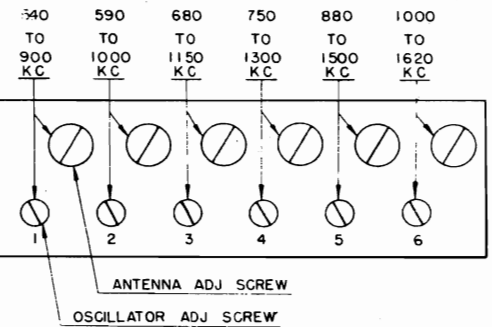 540 590 680 750 880 1000
TO TO TO TO TO TO
900 1000 1150 1300 1500 1620
KC KC KC KC KC KC
1 2 3 4 5 6
ANTENNA ADJ SCREW
OSCILLATOR ADJ SCREW